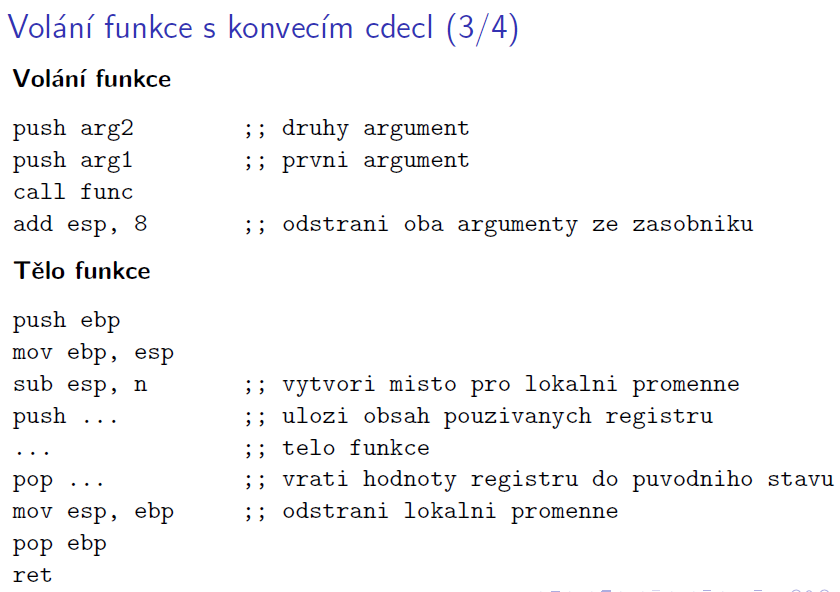 Volání funkce s konvecím cdecl (3/4)
Volání funkce
push arg2 ;; druhy argument
push arg1 ;; prvni argument
call func
add esp, 8 ;; odstrani oba argumenty ze zasobniku
Tělo funkce
push ebp
mov ebp, esp
sub esp, n ;; vytvori misto pro lokalni promenne
push ... ;; ulozi obsah pouzivanych registru
... ;; telo funkce
pop ... ;; vrati hodnoty registru do puvodniho stavu
mov esp, ebp ;; odstrani lokalni promenne
pop ebp
ret